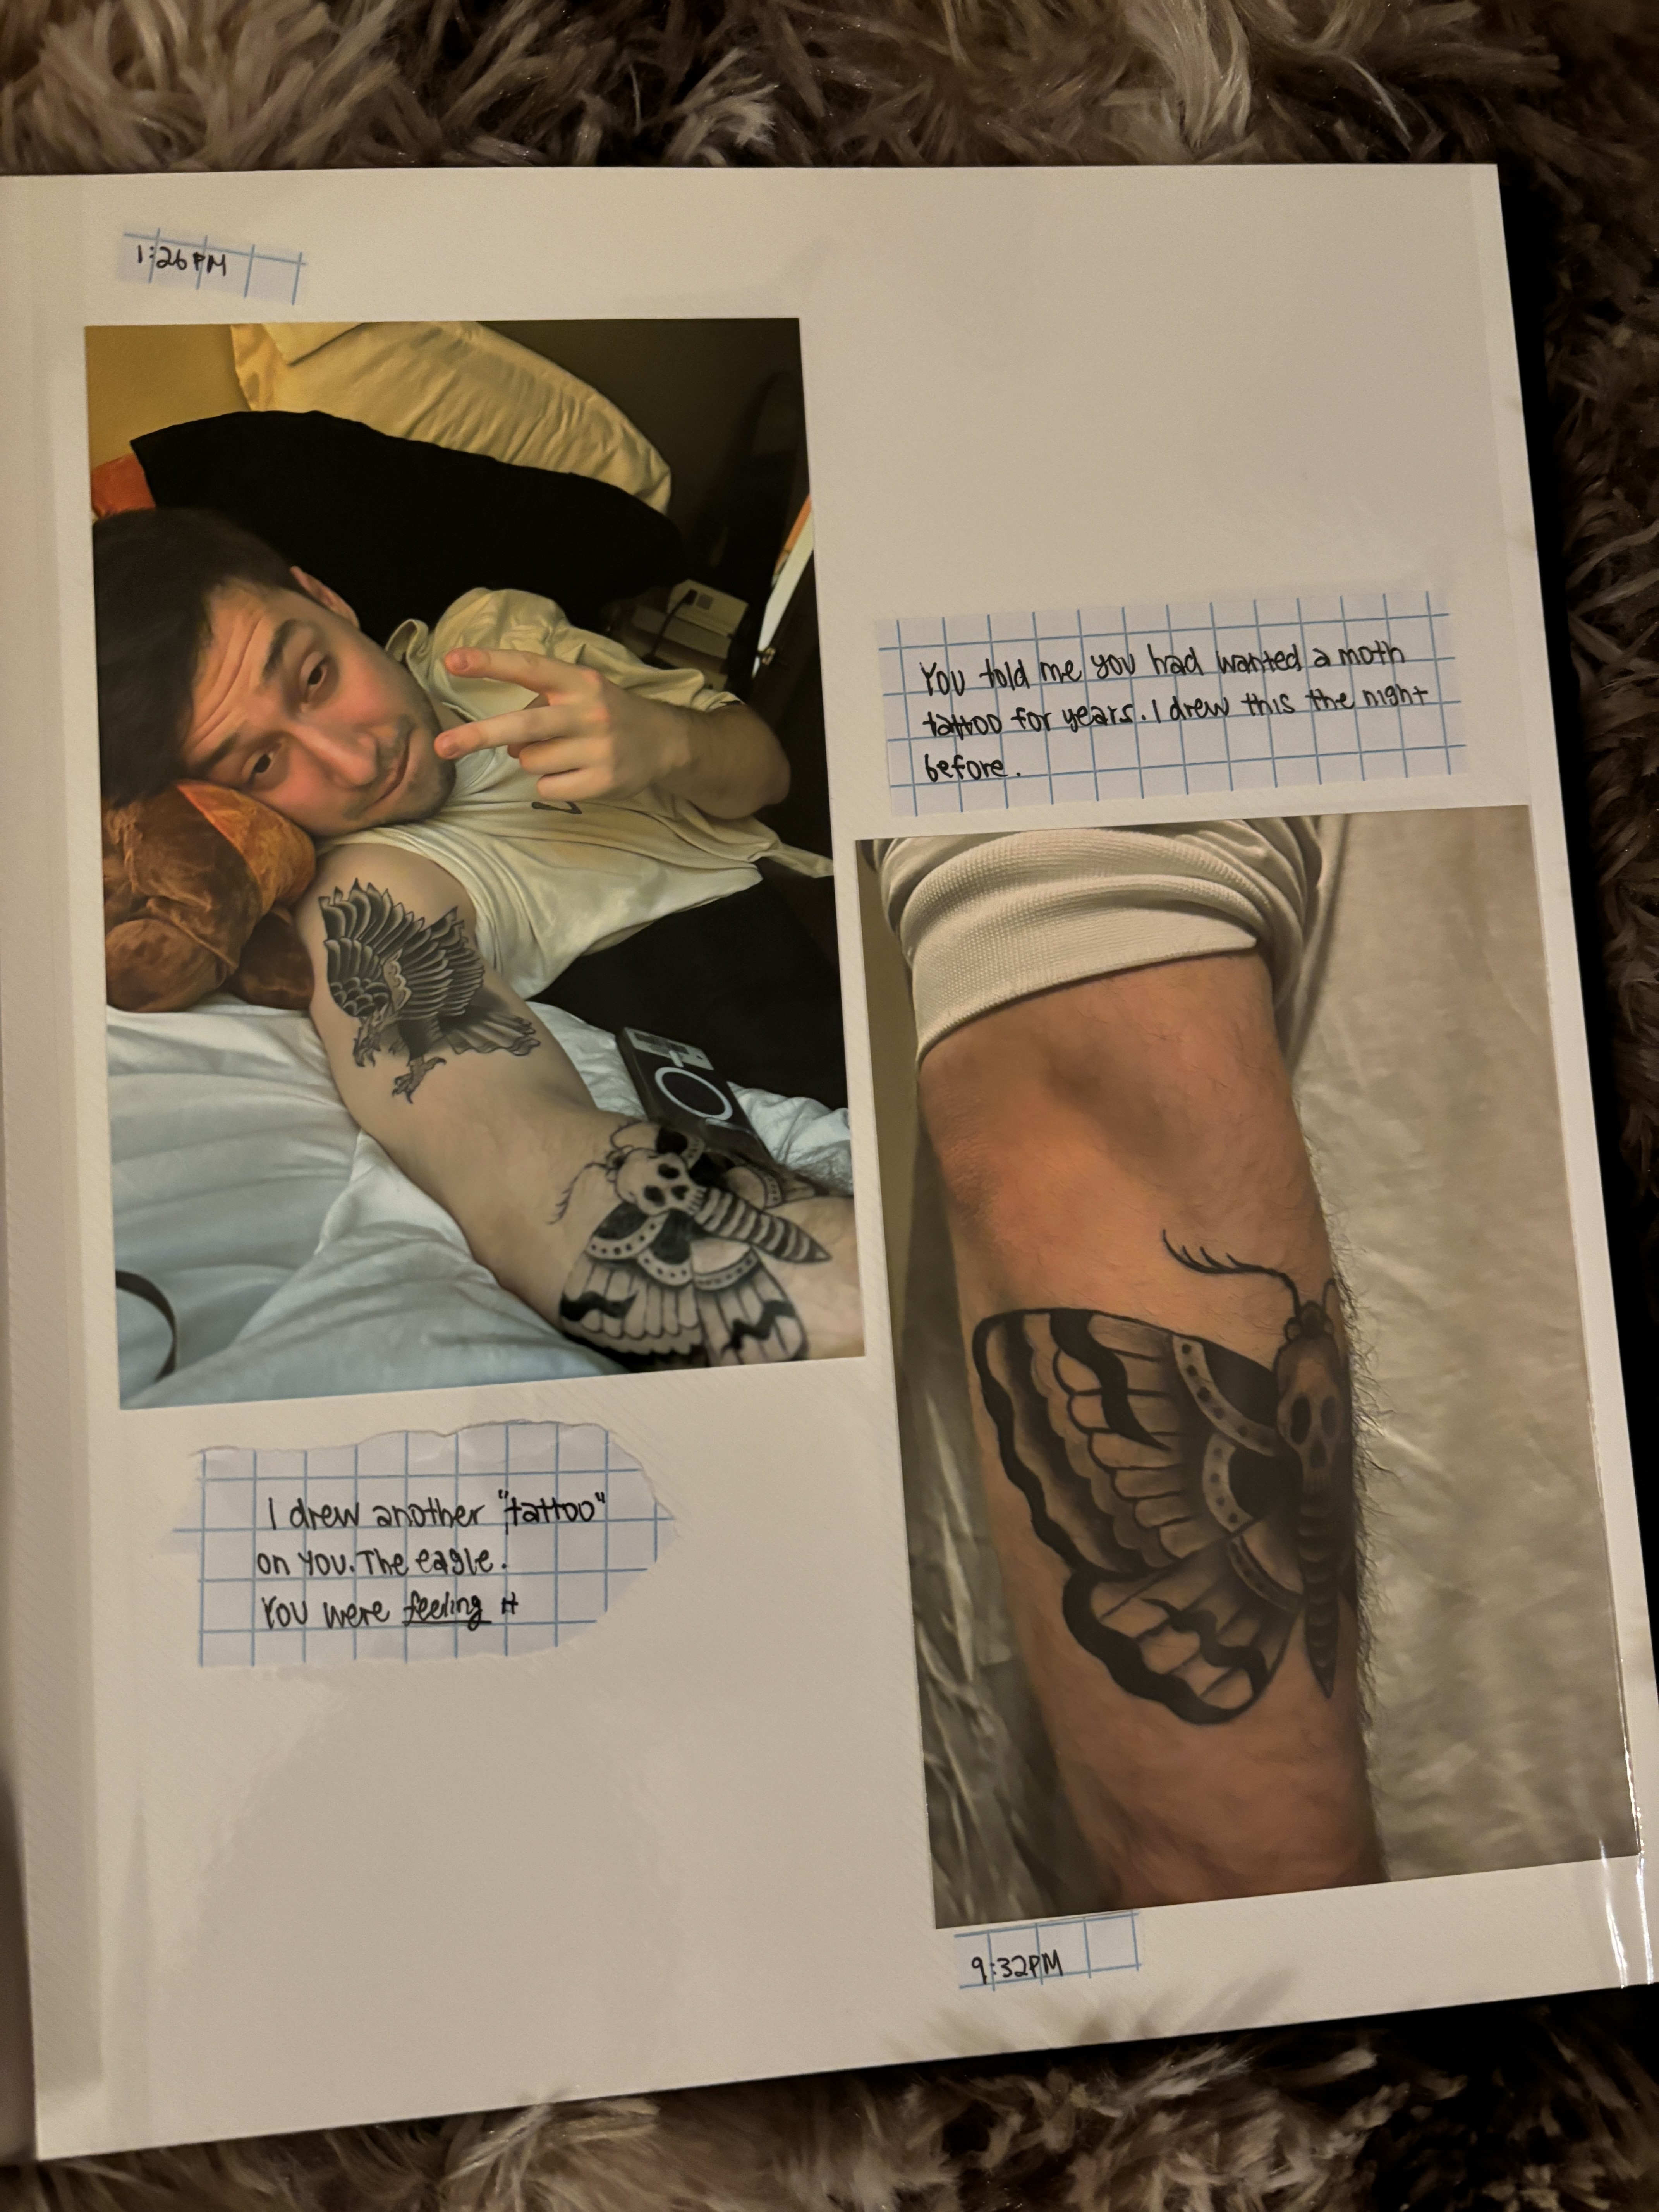 1:26PM
You told me you had wanted a moth
tattoo for years. I drew this the night
before.
I drew another "tattoo"
on you. The eagle.
You were feeling it
9:32PM